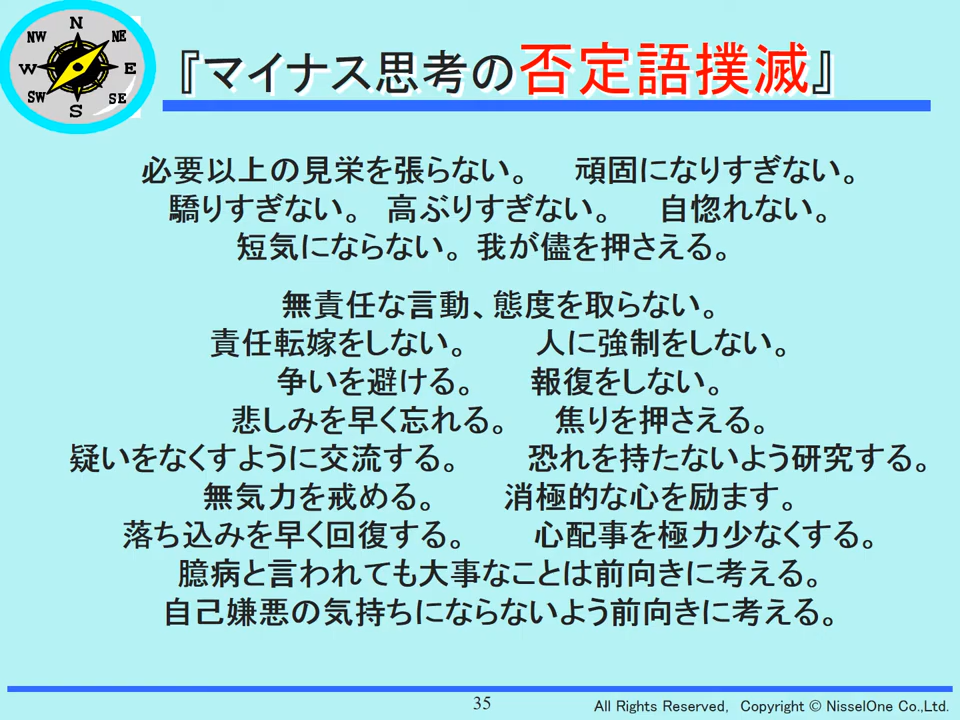 N
NW NE
W E
SW SE
S
『マイナス思考の否定語撲滅』
必要以上の見栄を張らない。 頑固になりすぎない。
驕りすぎない。 高ぶりすぎない。 自惚れない。
短気にならない。我が儘を押さえる。
無責任な言動、態度を取らない。
責任転嫁をしない。 人に強制をしない。
争いを避ける。 報復をしない。
悲しみを早く忘れる。 焦りを押さえる。
疑いをなくすように交流する。 恐れを持たないよう研究する。
無気力を戒める。 消極的な心を励ます。
落ち込みを早く回復する。 心配事を極力少なくする。
臆病と言われても大事なことは前向きに考える。
自己嫌悪の気持ちにならないよう前向きに考える。
35
All Rights Reserved, Copyright © NisselOne Co.,Ltd.